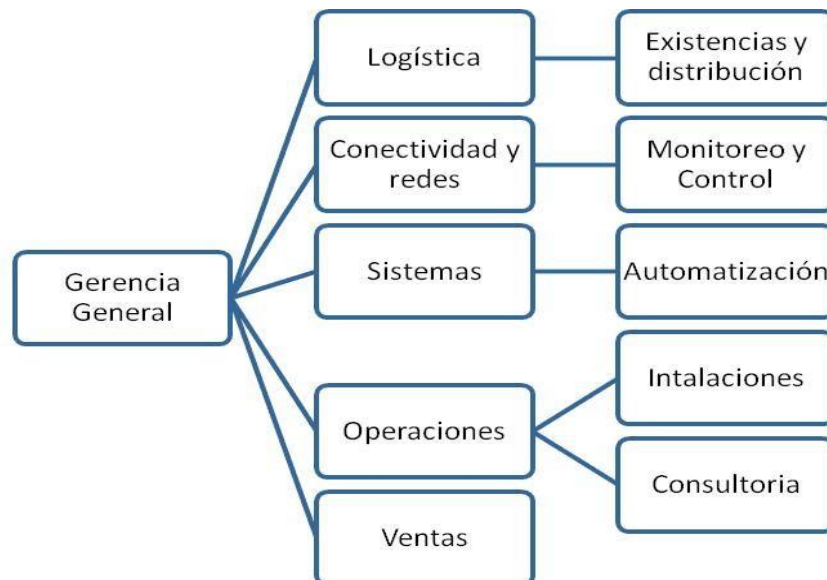 Logística
Existencias y
distribución
Conectividad y
redes
Monitoreo y
Control
Gerencia
General
Sistemas
Automatización
Operaciones
Intalaciones
Consultoria
Ventas